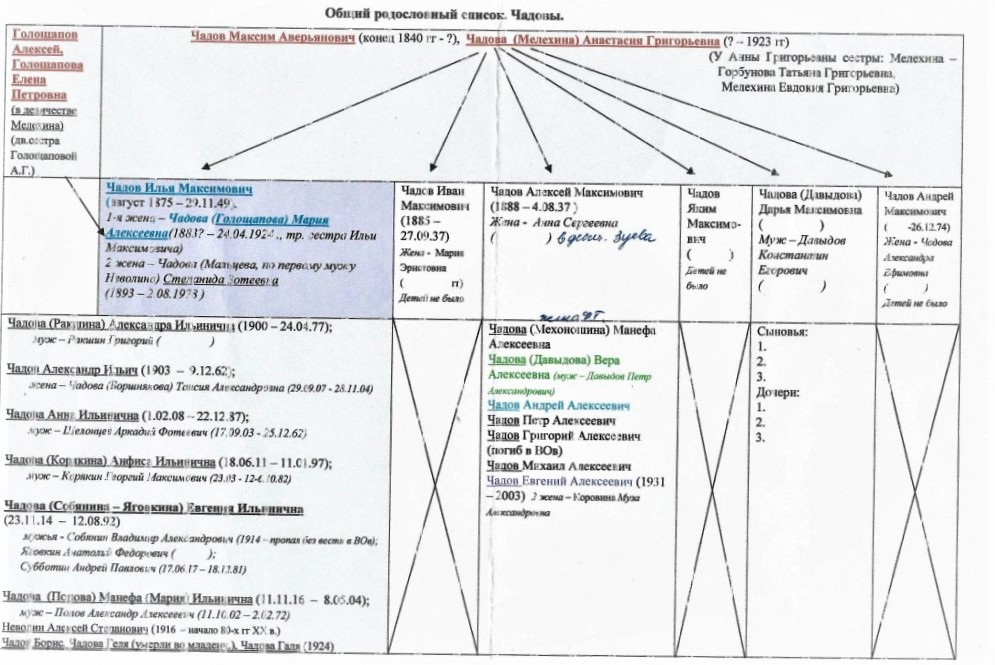 Общий родословный список. Чадовы.
Голощапов
Алексей,
Голощапова
Елена
Петровна
(в девичестве
Мелехина)
(дв.сестра
Голощаповой
А.Г.)
Чадов Максим Аверьянович (конец 1840 гг - ?), Чадова (Мелехина) Анастасия Григорьевна (? – 1923 гг)
(У Анны Григорьевны сестры: Мелехина –
Горбунова Татьяна Григорьевна,
Мелехина Евдокия Григорьевна)
Чадов Илья Максимович
(август 1875 – 29.11.49),
1-я жена – Чадова (Голощапова) Мария
Алексеевна (1883? – 24.04.1924., тр. сестра Ильи
Максимовича)
2 жена – Чадова (Мальцева, по первому мужу
Неволина) Степанида Зотеевна
(1893 – 2.08.1978)
Чадов Иван
Максимович
(1885 –
27.09.37)
Жена - Мария
Эристовна
( гг)
Детей не было
Чадов Алексей Максимович
(1888 – 4.08.37)
Жена - Анна Сергеевна
( ) в девич. Зуева
Чадов
Яким
Максимо-
вич
( )
Детей не
было
Чадова (Давыдова)
Дарья Максимовна
( )
Муж – Давыдов
Константин
Егорович
( )
Чадов Андрей
Максимович
( -26.12.74)
Жена - Чадова
Александра
Ефимовна
( )
Детей не было
Чадова (Ракшина) Александра Ильинична (1900 – 24.04.77);
муж – Ракшин Григорий ( )
Чадов Александр Ильич (1903 – 9.12.62);
жена – Чадова (Борщнякова) Таисия Александровна (29.09.07 - 28.11.04)
Чадова Анна Ильинична (1.02.08 – 22.12.87);
муж – Шелонцев Аркадий Фотеевич (17.09.03 - 25.12.62)
Чадова (Корякина) Анфиса Ильинична (18.06.11 – 11.01.97);
муж – Корякин Георгий Максимович (23.03 - 12.0.82)
Чадова (Собянина – Яговкина) Евгения Ильинична
(23.11.14 – 12.08.92)
мужья - Собянин Владимир Александрович (1914 – пропал без вести в ВОв);
Яговкин Анатолий Федорович ( );
Субботин Андрей Павлович (17.06.17 – 18.12.81)
Чадова (Попова) Манефа (Мария) Ильинична (11.11.16 – 8.05.04);
муж – Попов Александр Алексеевич (11.10.02 – 2.02.72)
Неволин Алексей Степанович (1916 – начало 80-х гг XX в.)
Чадов Борис, Чадова Геля (умерли во младенч.), Чадова Галя (1924)
Чадова (Мехоношина) Манефа
Алексеевна
Чадова (Давыдова) Вера
Алексеевна (муж – Давыдов Петр
Александрович)
Чадов Андрей Алексеевич
Чадов Петр Алексеевич
Чадов Григорий Алексеевич
(погиб в ВОв)
Чадов Михаил Алексеевич
Чадов Евгений Алексеевич (1931
– 2003) 2 жена – Коровина Муза
Александровна
Сыновья:
1.
2.
3.
Дочери:
1.
2.
3.